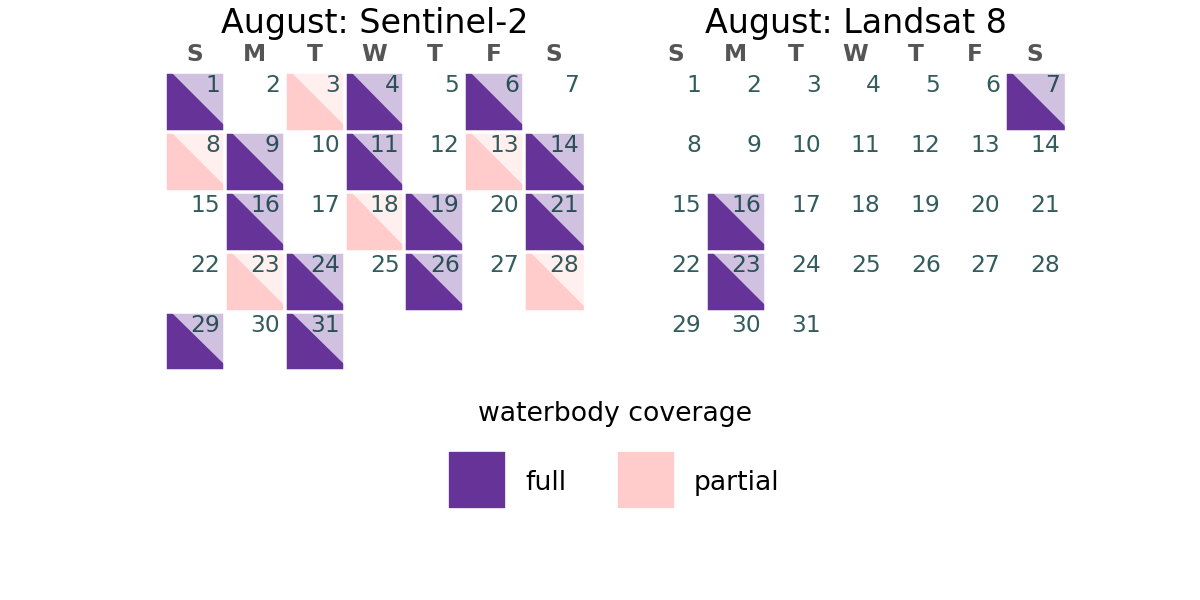 August: Sentinel-2
S M T W T F S
1 2 3 4 5 6 7
8 9 10 11 12 13 14
15 16 17 18 19 20 21
22 23 24 25 26 27 28
29 30 31
August: Landsat 8
S M T W T F S
1 2 3 4 5 6 7
8 9 10 11 12 13 14
15 16 17 18 19 20 21
22 23 24 25 26 27 28
29 30 31
waterbody coverage
full partial